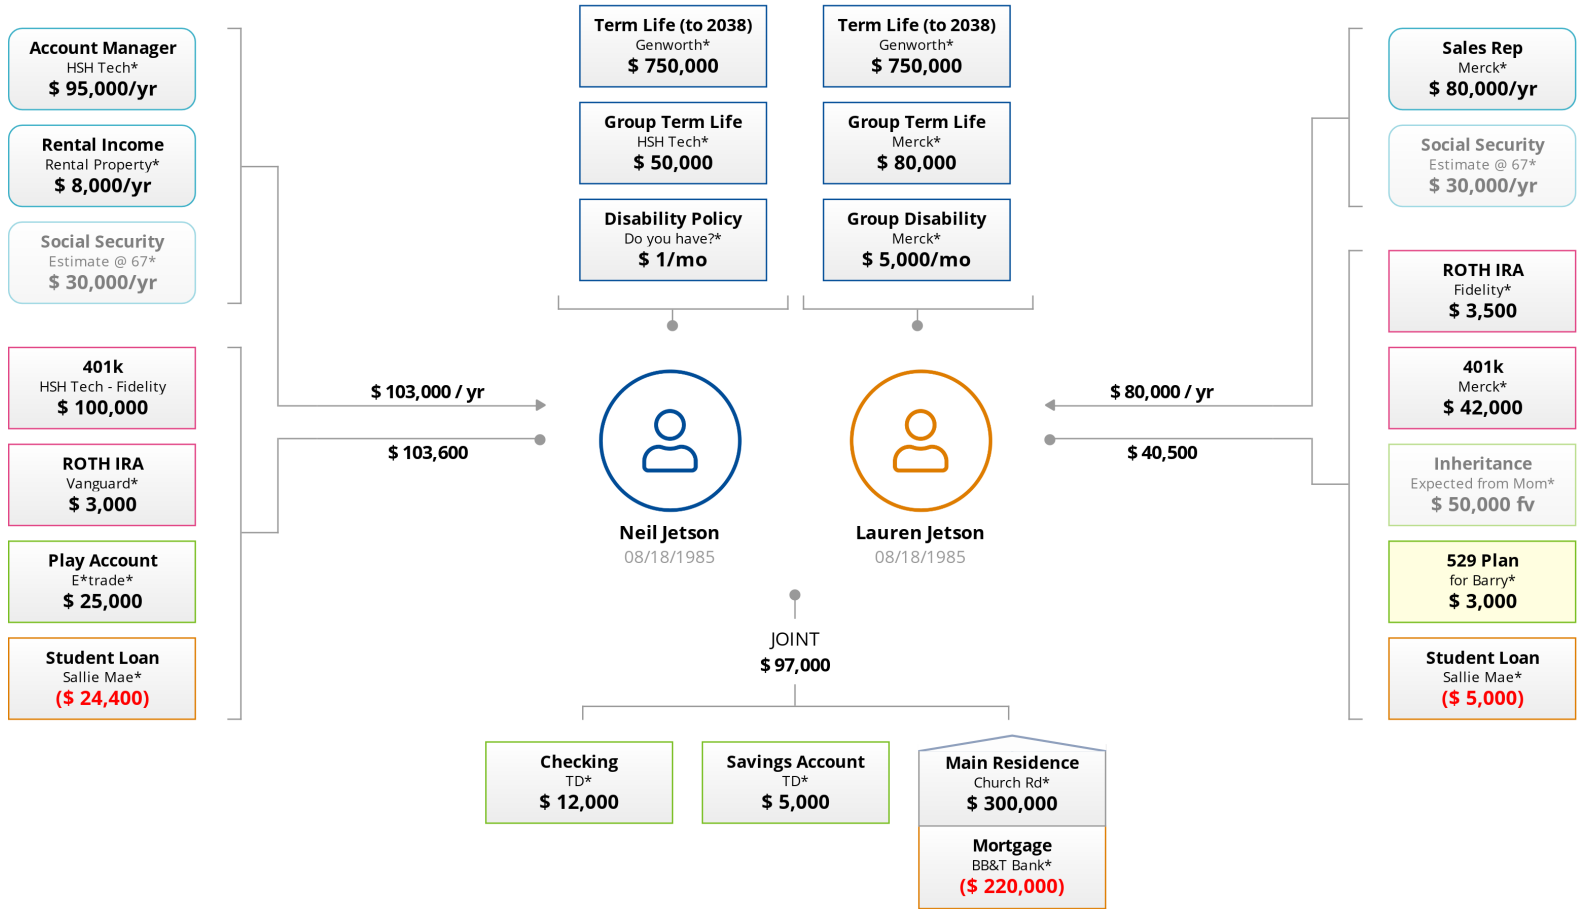 Account Manager
HSH Tech*
$ 95,000/yr
Rental Income
Rental Property*
$ 8,000/yr
Social Security
Estimate @ 67*
$ 30,000/yr
401k
HSH Tech - Fidelity
$ 100,000
ROTH IRA
Vanguard*
$ 3,000
Play Account
E*trade*
$ 25,000
Student Loan
Sallie Mae*
($ 24,400)
$ 103,000 / yr
$ 103,600
Term Life (to 2038)
Genworth*
$ 750,000
Group Term Life
HSH Tech*
$ 50,000
Disability Policy
Do you have?*
$ 1/mo
Term Life (to 2038)
Genworth*
$ 750,000
Group Term Life
Merck*
$ 80,000
Group Disability
Merck*
$ 5,000/mo
Neil Jetson
08/18/1985
Lauren Jetson
08/18/1985
JOINT
$ 97,000
Checking
TD*
$ 12,000
Savings Account
TD*
$ 5,000
Main Residence
Church Rd*
$ 300,000
Mortgage
BB&T Bank*
($ 220,000)
$ 80,000 / yr
$ 40,500
Sales Rep
Merck*
$ 80,000/yr
Social Security
Estimate @ 67*
$ 30,000/yr
ROTH IRA
Fidelity*
$ 3,500
401k
Merck*
$ 42,000
Inheritance
Expected from Mom*
$ 50,000 fv
529 Plan
for Barry*
$ 3,000
Student Loan
Sallie Mae*
($ 5,000)